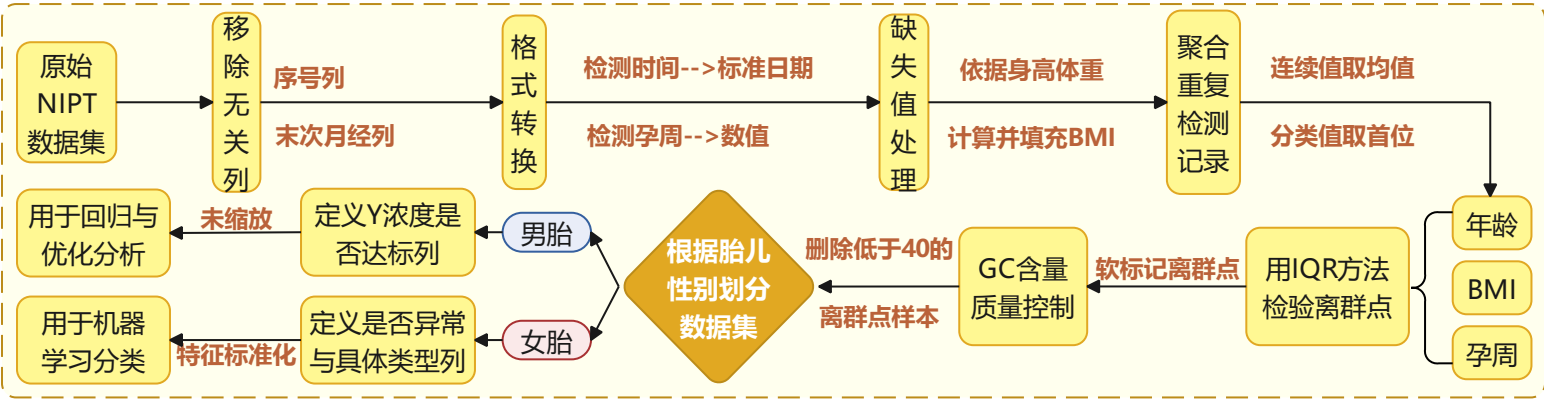 原始
NIPT
数据集
移
除
无
关
列
序号列
末次月经列
格
式
转
换
检测时间-->标准日期
检测孕周-->数值
缺
失
值
处
理
依据身高体重
计算并填充BMI
聚合
重复
检测
记录
连续值取均值
分类值取首位
年龄
BMI
孕周
用IQR方法
检验离群点
软标记离群点
GC含量
质量控制
删除低于40的
离群点样本
根据胎儿
性别划分
数据集
男胎
定义Y浓度是
否达标列
未缩放
用于回归与
优化分析
女胎
定义是否异常
与具体类型列
特征标准化
用于机器
学习分类